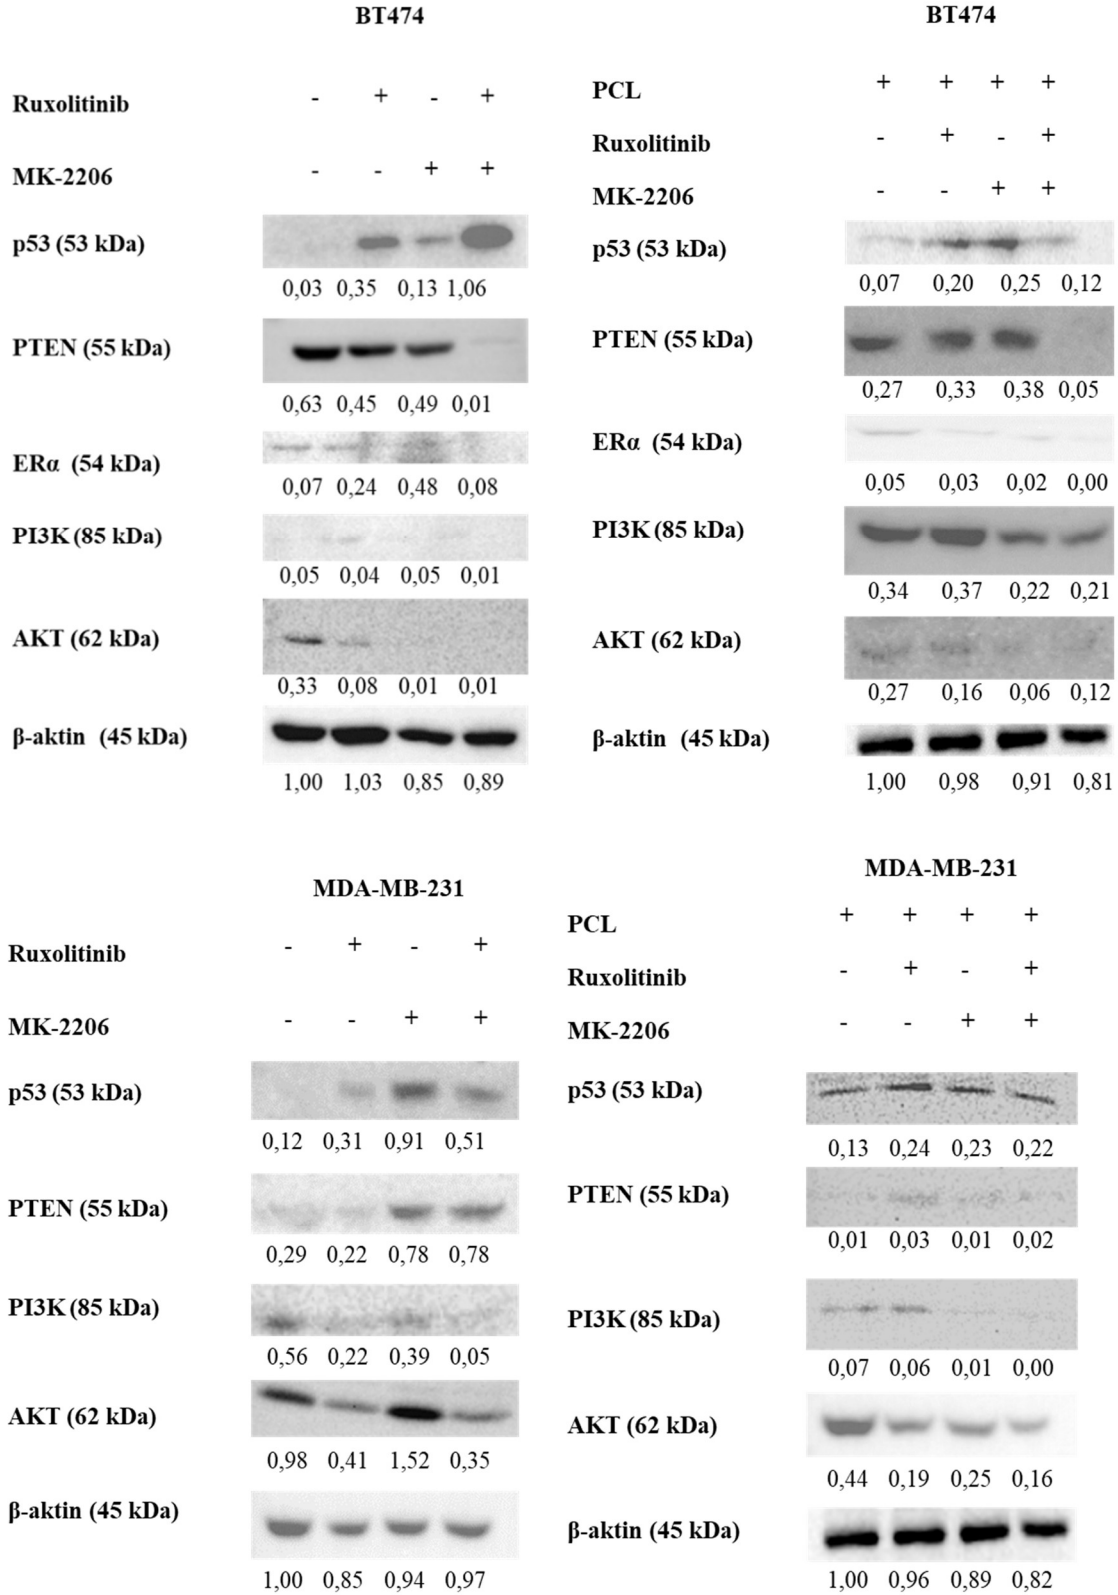 BT474
Ruxolitinib - + - +
MK-2206 - - + +
p53 (53 kDa)
0,03 0,35 0,13 1,06
PTEN (55 kDa)
0,63 0,45 0,49 0,01
ERα (54 kDa)
0,07 0,24 0,48 0,08
PI3K (85 kDa)
0,05 0,04 0,05 0,01
AKT (62 kDa)
0,33 0,08 0,01 0,01
β-aktin (45 kDa)
1,00 1,03 0,85 0,89
BT474
PCL + + + +
Ruxolitinib - + - +
MK-2206 - - + +
p53 (53 kDa)
0,07 0,20 0,25 0,12
PTEN (55 kDa)
0,27 0,33 0,38 0,05
ERα (54 kDa)
0,05 0,03 0,02 0,00
PI3K (85 kDa)
0,34 0,37 0,22 0,21
AKT (62 kDa)
0,27 0,16 0,06 0,12
β-aktin (45 kDa)
1,00 0,98 0,91 0,81
MDA-MB-231
Ruxolitinib - + - +
MK-2206 - - + +
p53 (53 kDa)
0,12 0,31 0,91 0,51
PTEN (55 kDa)
0,29 0,22 0,78 0,78
PI3K (85 kDa)
0,56 0,22 0,39 0,05
AKT (62 kDa)
0,98 0,41 1,52 0,35
β-aktin (45 kDa)
1,00 0,85 0,94 0,97
MDA-MB-231
PCL + + + +
Ruxolitinib - + - +
MK-2206 - - + +
p53 (53 kDa)
0,13 0,24 0,23 0,22
PTEN (55 kDa)
0,01 0,03 0,01 0,02
PI3K (85 kDa)
0,07 0,06 0,01 0,00
AKT (62 kDa)
0,44 0,19 0,25 0,16
β-aktin (45 kDa)
1,00 0,96 0,89 0,82